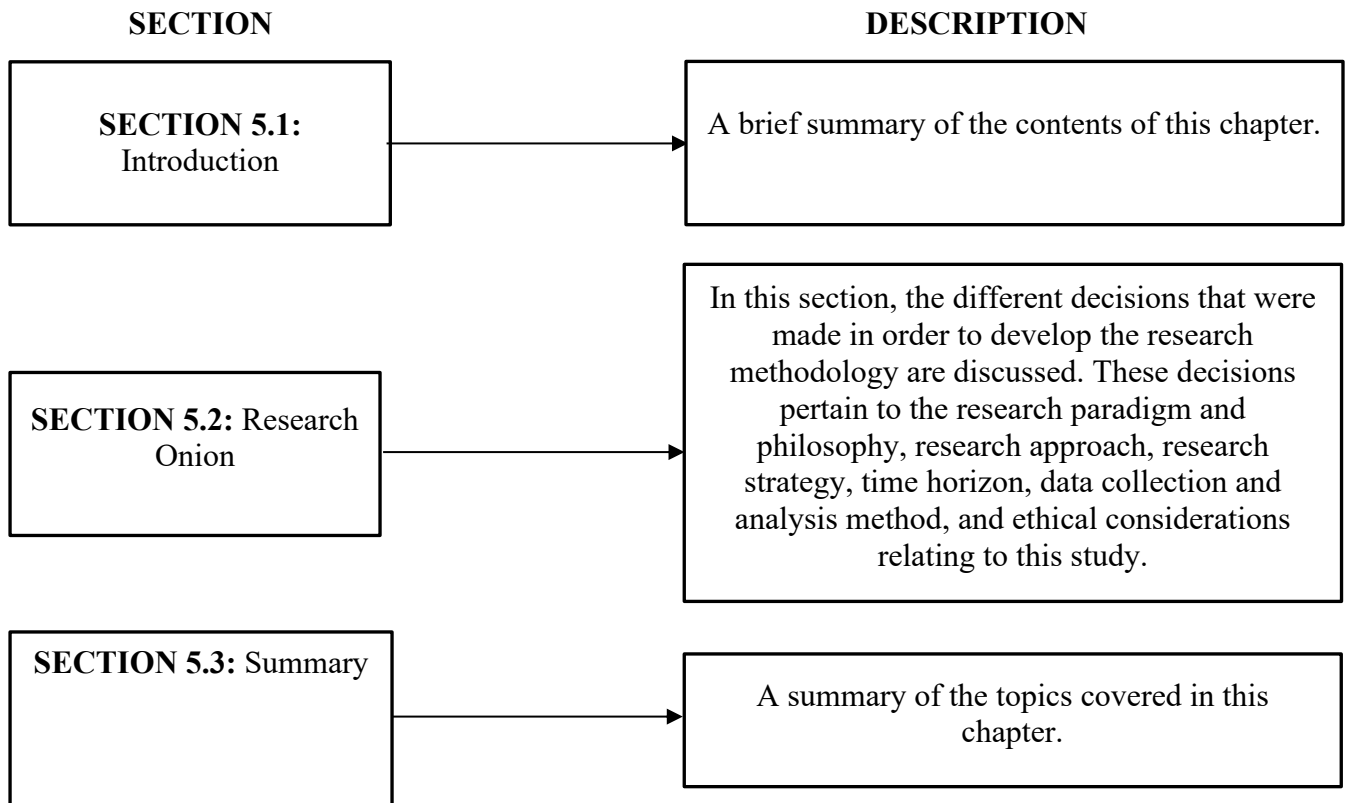 SECTION
DESCRIPTION
SECTION 5.1:
Introduction
A brief summary of the contents of this chapter.
SECTION 5.2: Research
Onion
In this section, the different decisions that were
made in order to develop the research
methodology are discussed. These decisions
pertain to the research paradigm and
philosophy, research approach, research
strategy, time horizon, data collection and
analysis method, and ethical considerations
relating to this study.
SECTION 5.3: Summary
A summary of the topics covered in this
chapter.